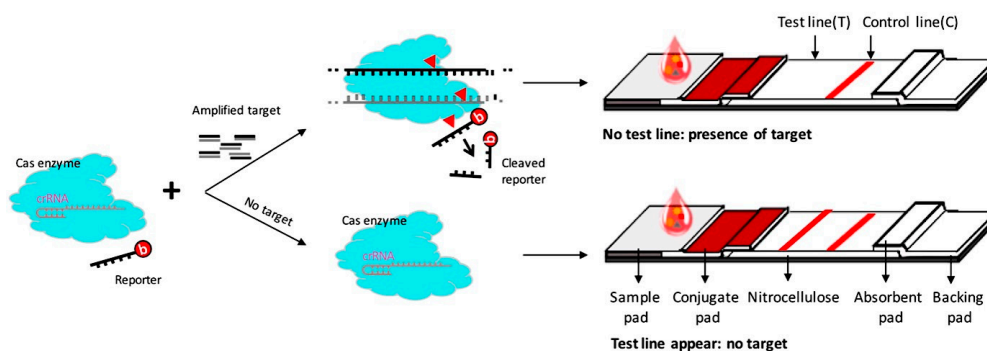 Test line(T)
Control line(C)
Amplified target
No test line: presence of target
Cas enzyme
crRNA
b
b
Cleaved
reporter
No target
b
Reporter
Cas enzyme
crRNA
Sample
pad
Conjugate
pad
Nitrocellulose
Absorbent
pad
Backing
pad
Test line appear: no target